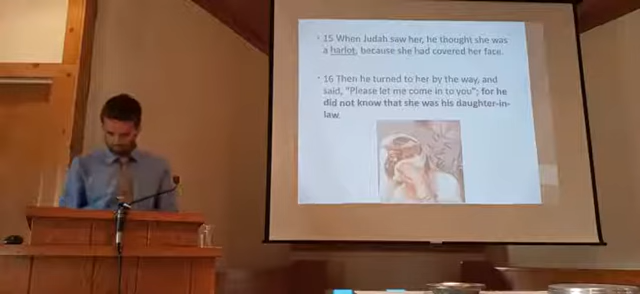 • 15 When Judah saw her, he thought she was
a harlot, because she had covered her face.
• 16 Then he turned to her by the way, and
said, "Please let me come in to you"; for he
did not know that she was his daughter-in-
law.